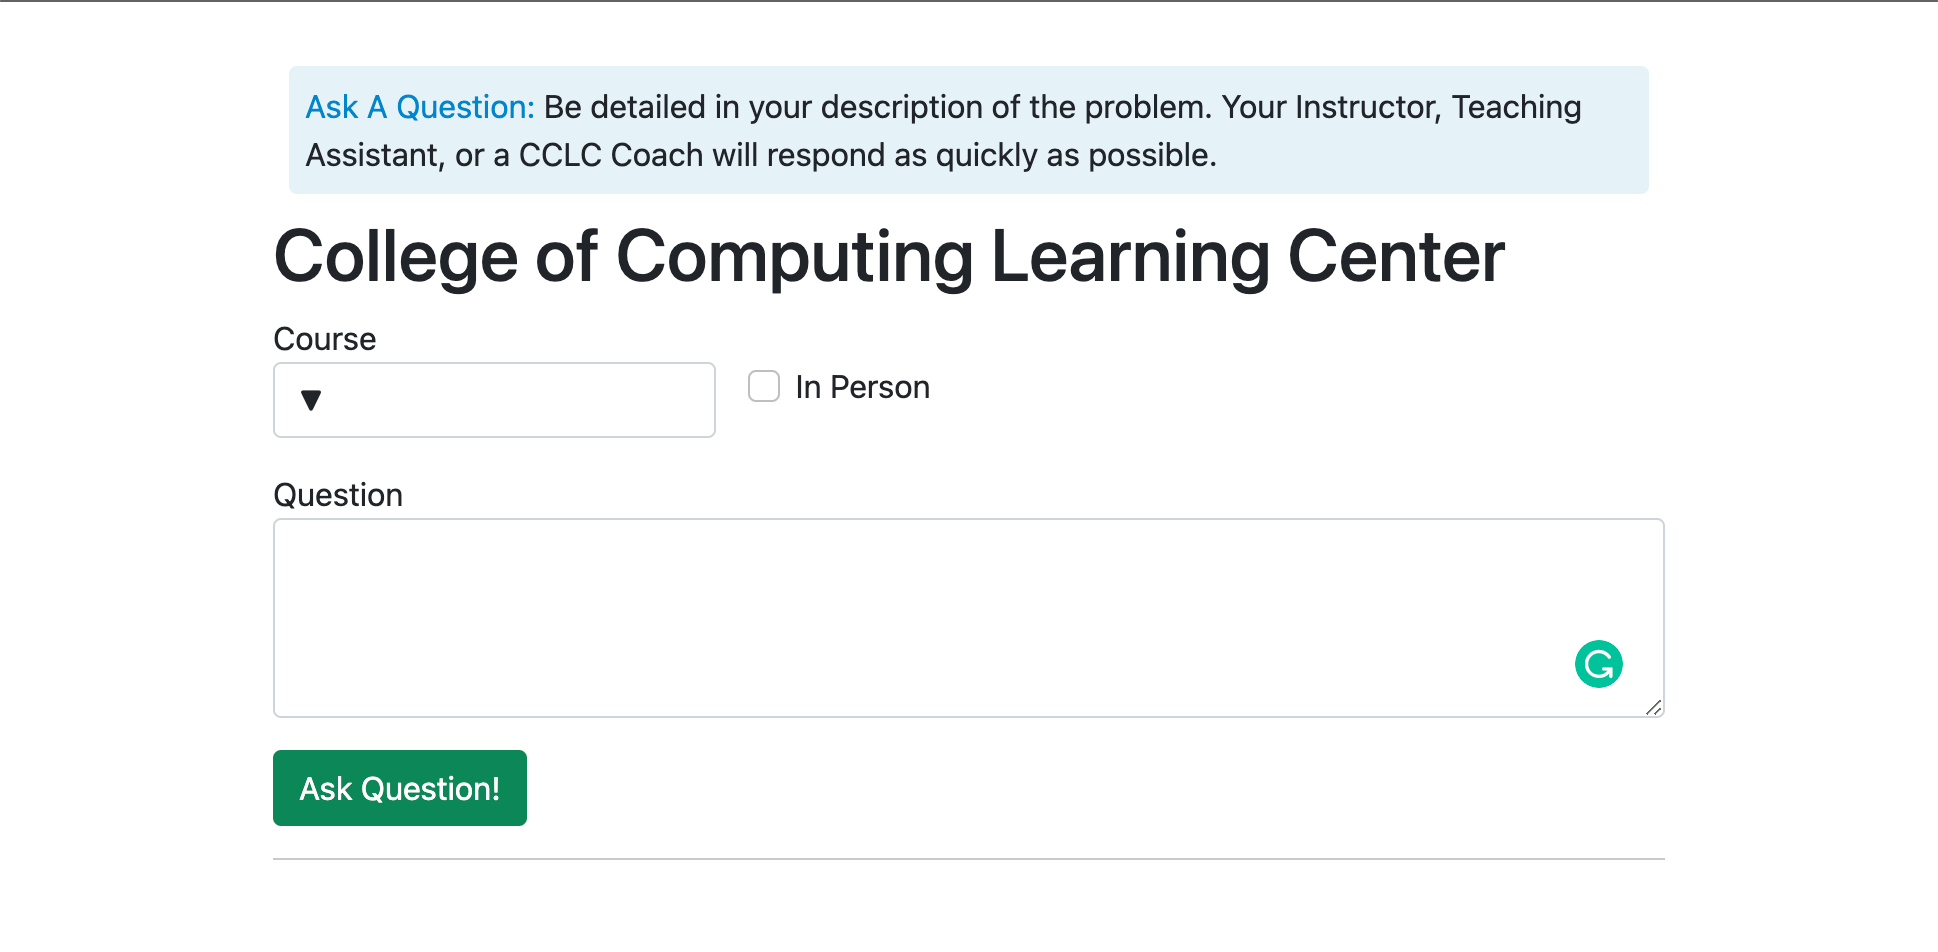 Ask A Question: Be detailed in your description of the problem. Your Instructor, Teaching
Assistant, or a CCLC Coach will respond as quickly as possible.
College of Computing Learning Center
Course
In Person
Question
Ask Question!